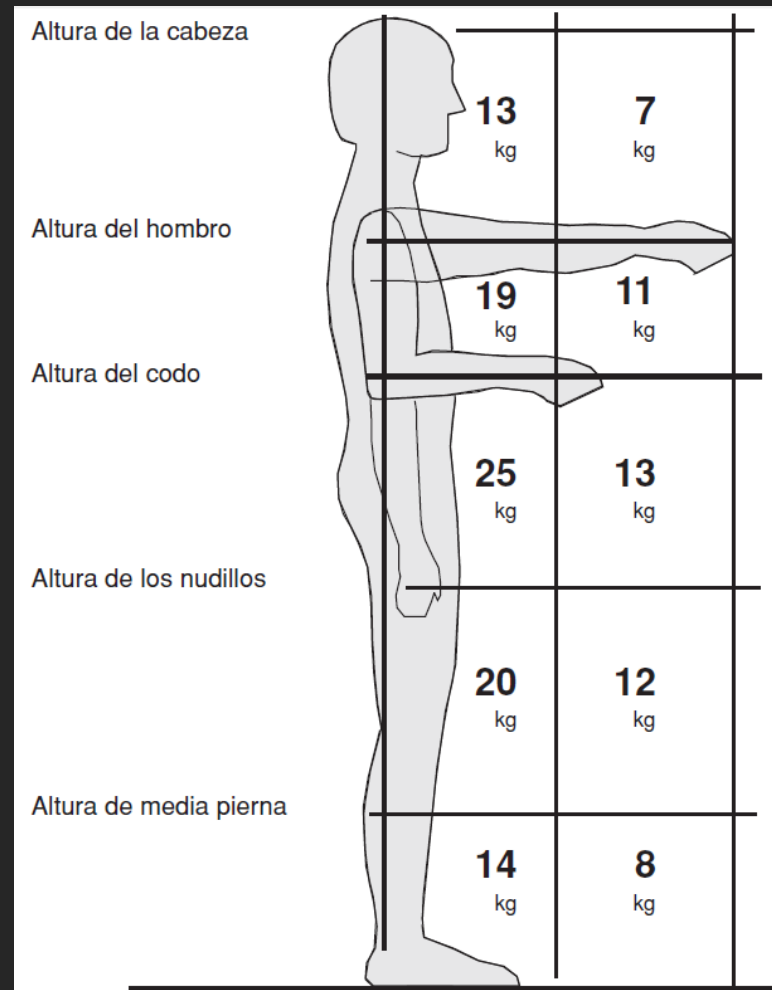 Altura de la cabeza
13 7
kg kg
Altura del hombro
19 11
kg kg
Altura del codo
25 13
kg kg
Altura de los nudillos
20 12
kg kg
Altura de media pierna
14 8
kg kg